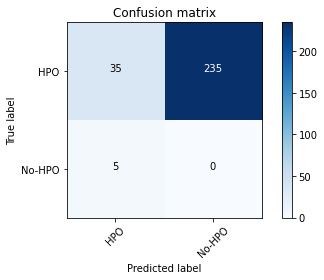 Confusion matrix
HPO
35
235
No-HPO
5
0
True label
HPO
No-HPO
Predicted label
200
150
100
50
0